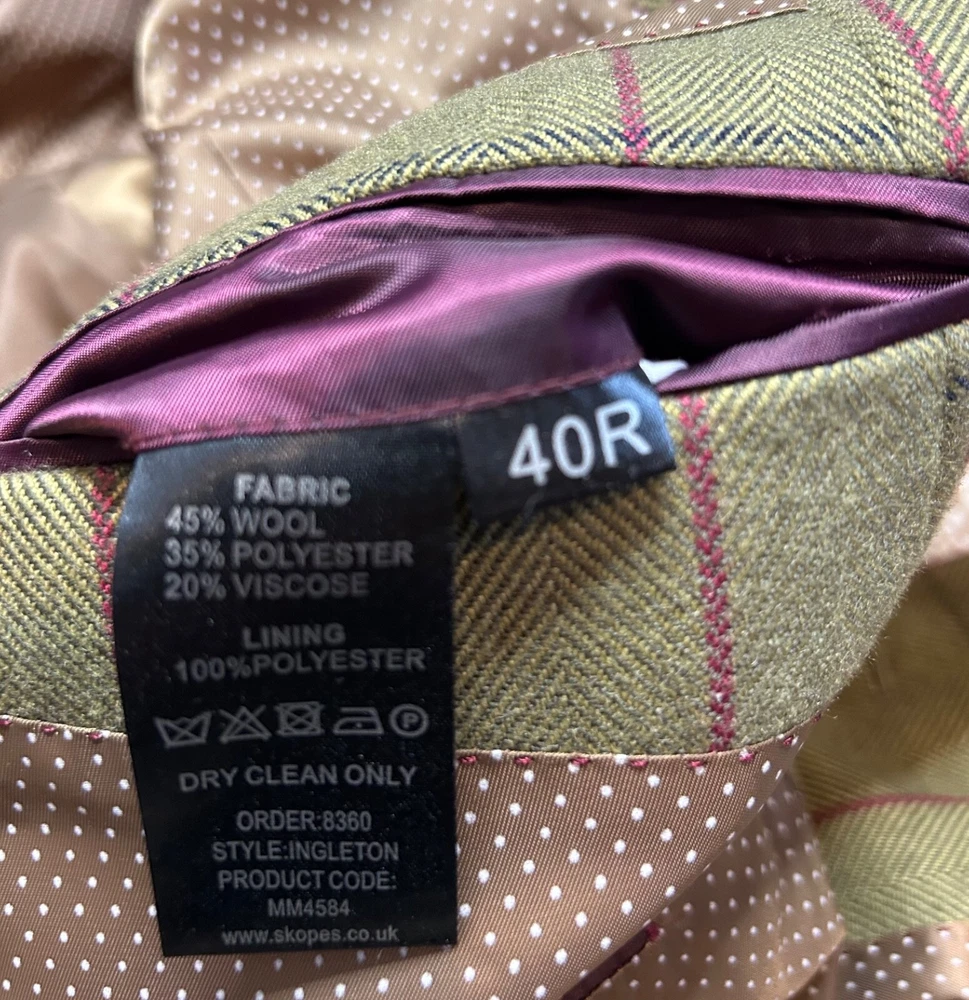 40R
FABRIC
45% WOOL
35% POLYESTER
20% VISCOSE
LINING
100%POLYESTER
P
DRY CLEAN ONLY
ORDER:8360
STYLE:INGLETON
PRODUCT CODE:
MM4584
www.skopes.co.uk